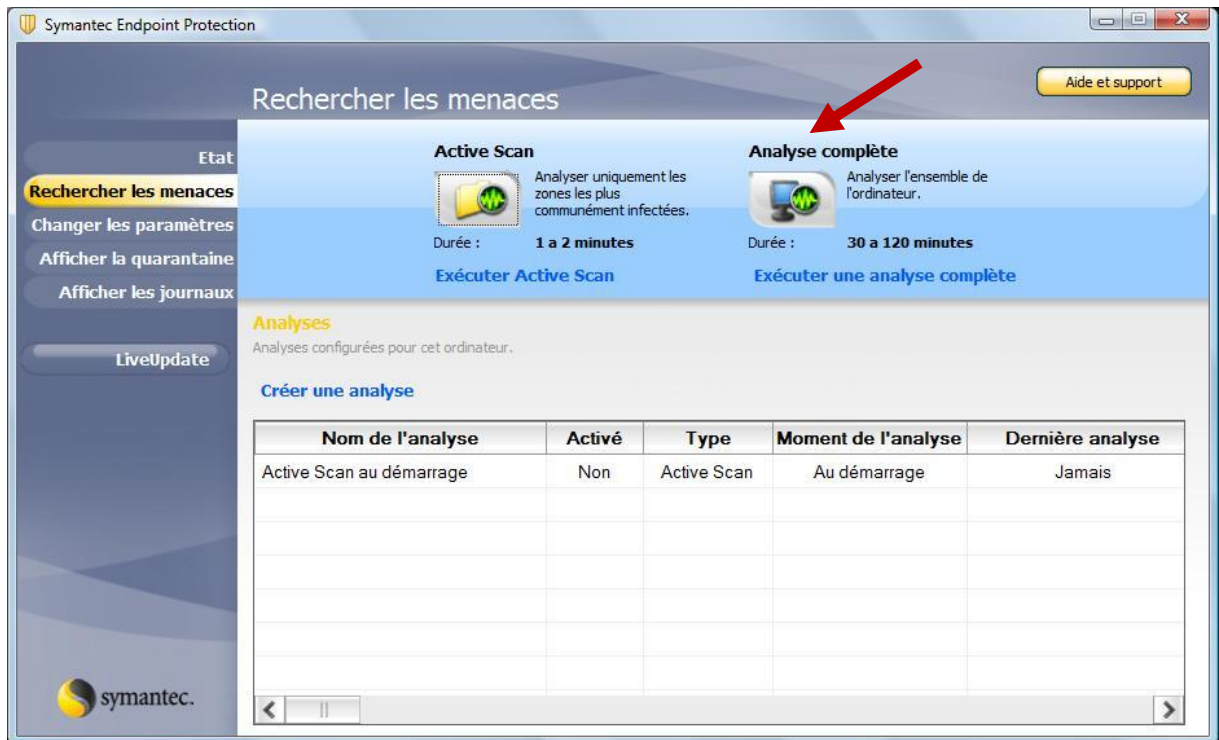 Symantec Endpoint Protection
Rechercher les menaces
Aide et support
Etat
Rechercher les menaces
Changer les paramètres
Afficher la quarantaine
Afficher les journaux
LiveUpdate
Active Scan
Analyser uniquement les
zones les plus
communément infectées.
Durée : 1 a 2 minutes
Exécuter Active Scan
Analyse complète
Analyser l'ensemble de
l'ordinateur.
Durée : 30 a 120 minutes
Exécuter une analyse complète
Analyses
Analyses configurées pour cet ordinateur.
Créer une analyse
Nom de l'analyse Activé Type Moment de l'analyse Dernière analyse
Active Scan au démarrage Non Active Scan Au démarrage Jamais
symantec.